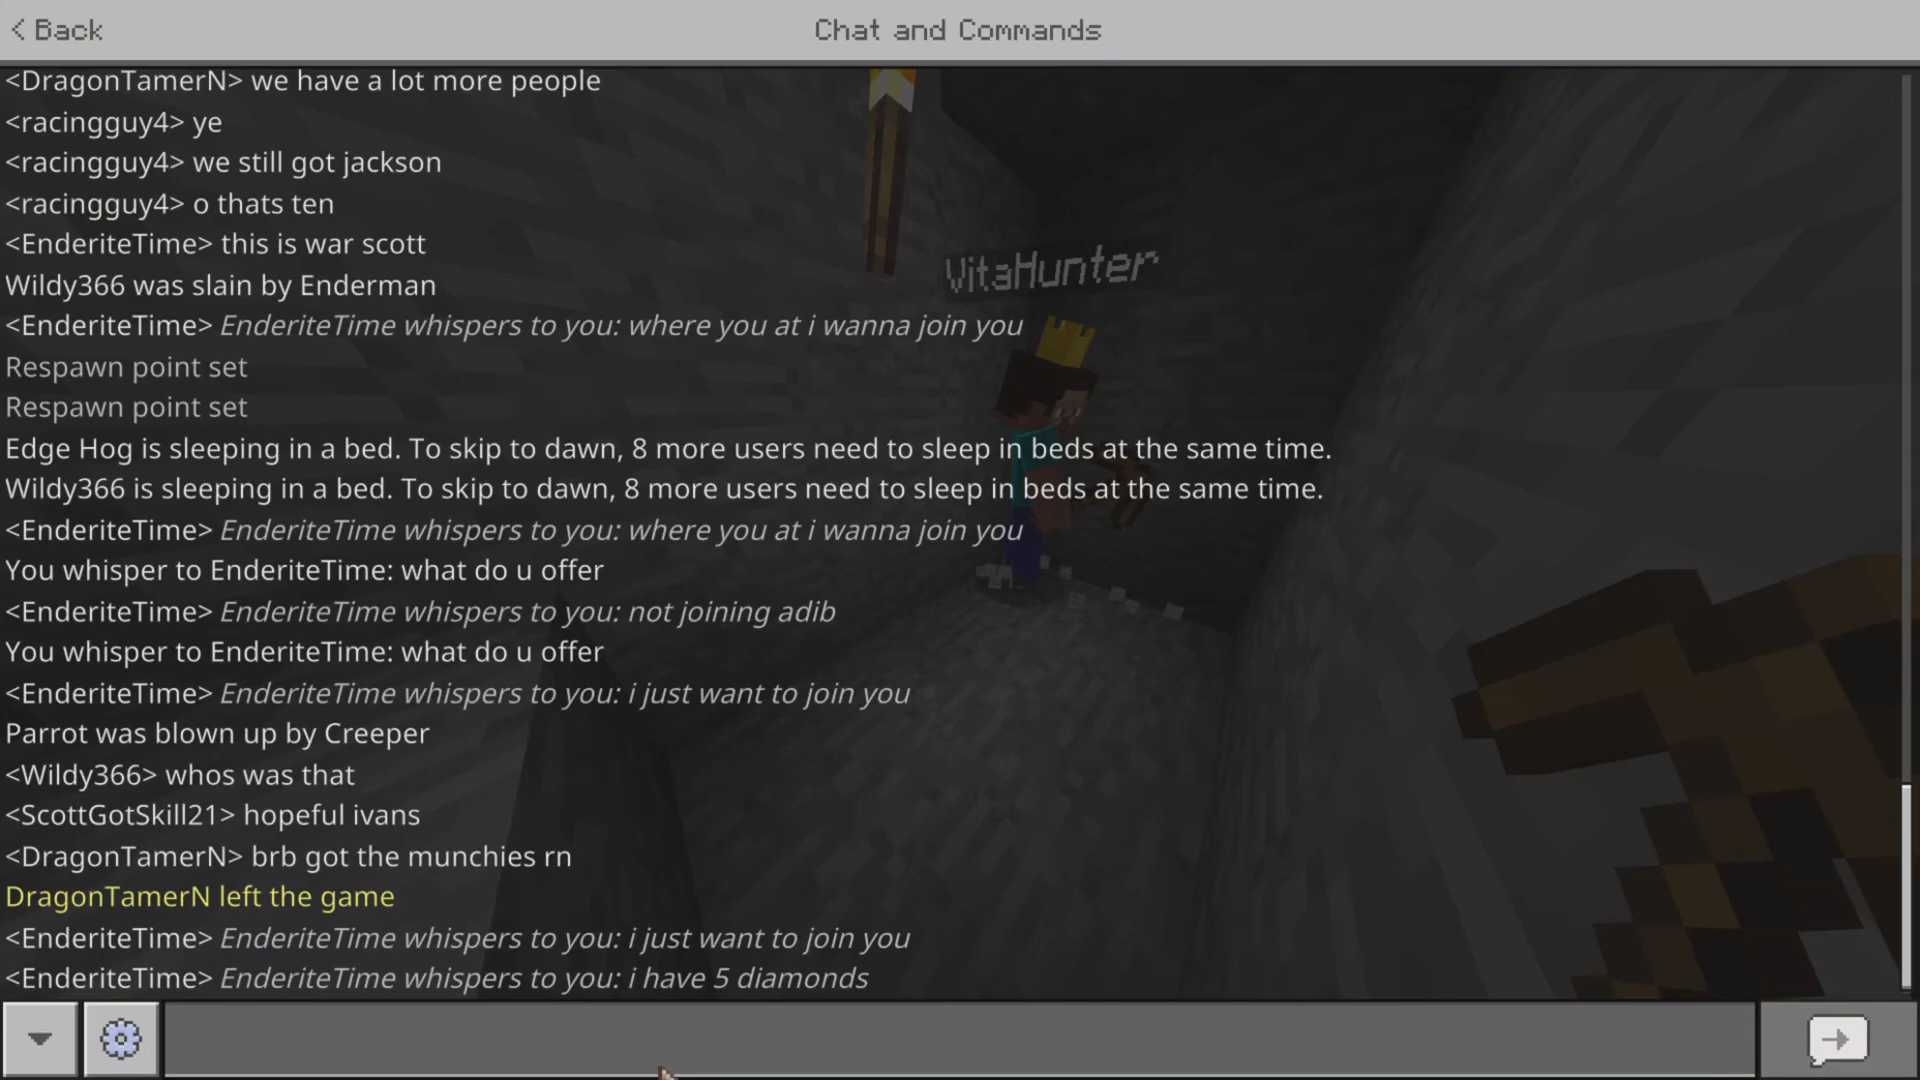 Back
Chat and Commands
<DragonTamerN> we have a lot more people
<racingguy4> ye
<racingguy4> we still got jackson
<racingguy4> o thats ten
<EnderiteTime> this is war scott
Wildy366 was slain by Enderman
<EnderiteTime> EnderiteTime whispers to you: where you at i wanna join you
Respawn point set
Respawn point set
Edge Hog is sleeping in a bed. To skip to dawn, 8 more users need to sleep in beds at the same time.
Wildy366 is sleeping in a bed. To skip to dawn, 8 more users need to sleep in beds at the same time.
<EnderiteTime> EnderiteTime whispers to you: where you at i wanna join you
You whisper to EnderiteTime: what do u offer
<EnderiteTime> EnderiteTime whispers to you: not joining adib
You whisper to EnderiteTime: what do u offer
<EnderiteTime> EnderiteTime whispers to you: i just want to join you
Parrot was blown up by Creeper
<Wildy366> whos was that
<ScottGotSkill21> hopeful ivans
<DragonTamerN> brb got the munchies rn
DragonTamerN left the game
<EnderiteTime> EnderiteTime whispers to you: i just want to join you
<EnderiteTime> EnderiteTime whispers to you: i have 5 diamonds
VitaHunter